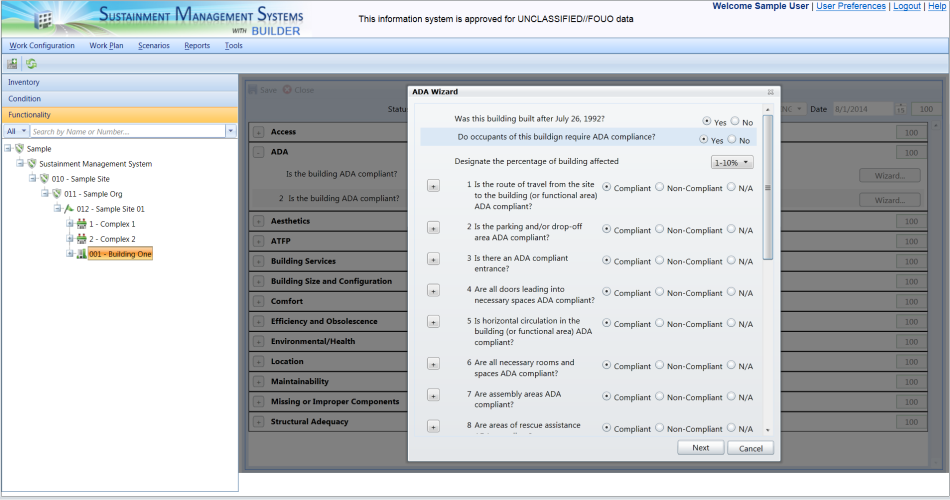 SUSTAINMENT MANAGEMENT SYSTEMS
WITH BUILDER
This information system is approved for UNCLASSIFIED//FOUO data
Welcome Sample User | User Preferences | Logout | Help
Work Configuration Work Plan Scenarios Reports Tools
Inventory
Condition
Functionality
All Search by Name or Number...
Sample
Sustainment Management System
010 - Sample Site
011 - Sample Org
012 - Sample Site 01
1 - Complex 1
2 - Complex 2
001 - Building One
Save Close
Status
NC Date 8/1/2014 15 100
Access 100
ADA 100
Is the building ADA compliant? Wizard...
2 Is the building ADA compliant? Wizard...
Aesthetics 100
ATFP 100
Building Services 100
Building Size and Configuration 100
Comfort 100
Efficiency and Obsolescence 100
Environmental/Health 100
Location 100
Maintainability 100
Missing or Improper Components 100
Structural Adequacy 100
ADA Wizard
Was this building built after July 26, 1992? Yes No
Do occupants of this buildign require ADA compliance? Yes No
Designate the percentage of building affected 1-10%
1 Is the route of travel from the site
to the building (or functional area)
ADA compliant?
Compliant Non-Compliant N/A
2 Is the parking and/or drop-off
area ADA compliant?
Compliant Non-Compliant N/A
3 Is there an ADA compliant
entrance?
Compliant Non-Compliant N/A
4 Are all doors leading into
necessary spaces ADA compliant?
Compliant Non-Compliant N/A
5 Is horizontal circulation in the
building (or functional area) ADA
compliant?
Compliant Non-Compliant N/A
6 Are all necessary rooms and
spaces ADA compliant?
Compliant Non-Compliant N/A
7 Are assembly areas ADA
compliant?
Compliant Non-Compliant N/A
8 Are areas of rescue assistance
Compliant Non-Compliant N/A
Next Cancel